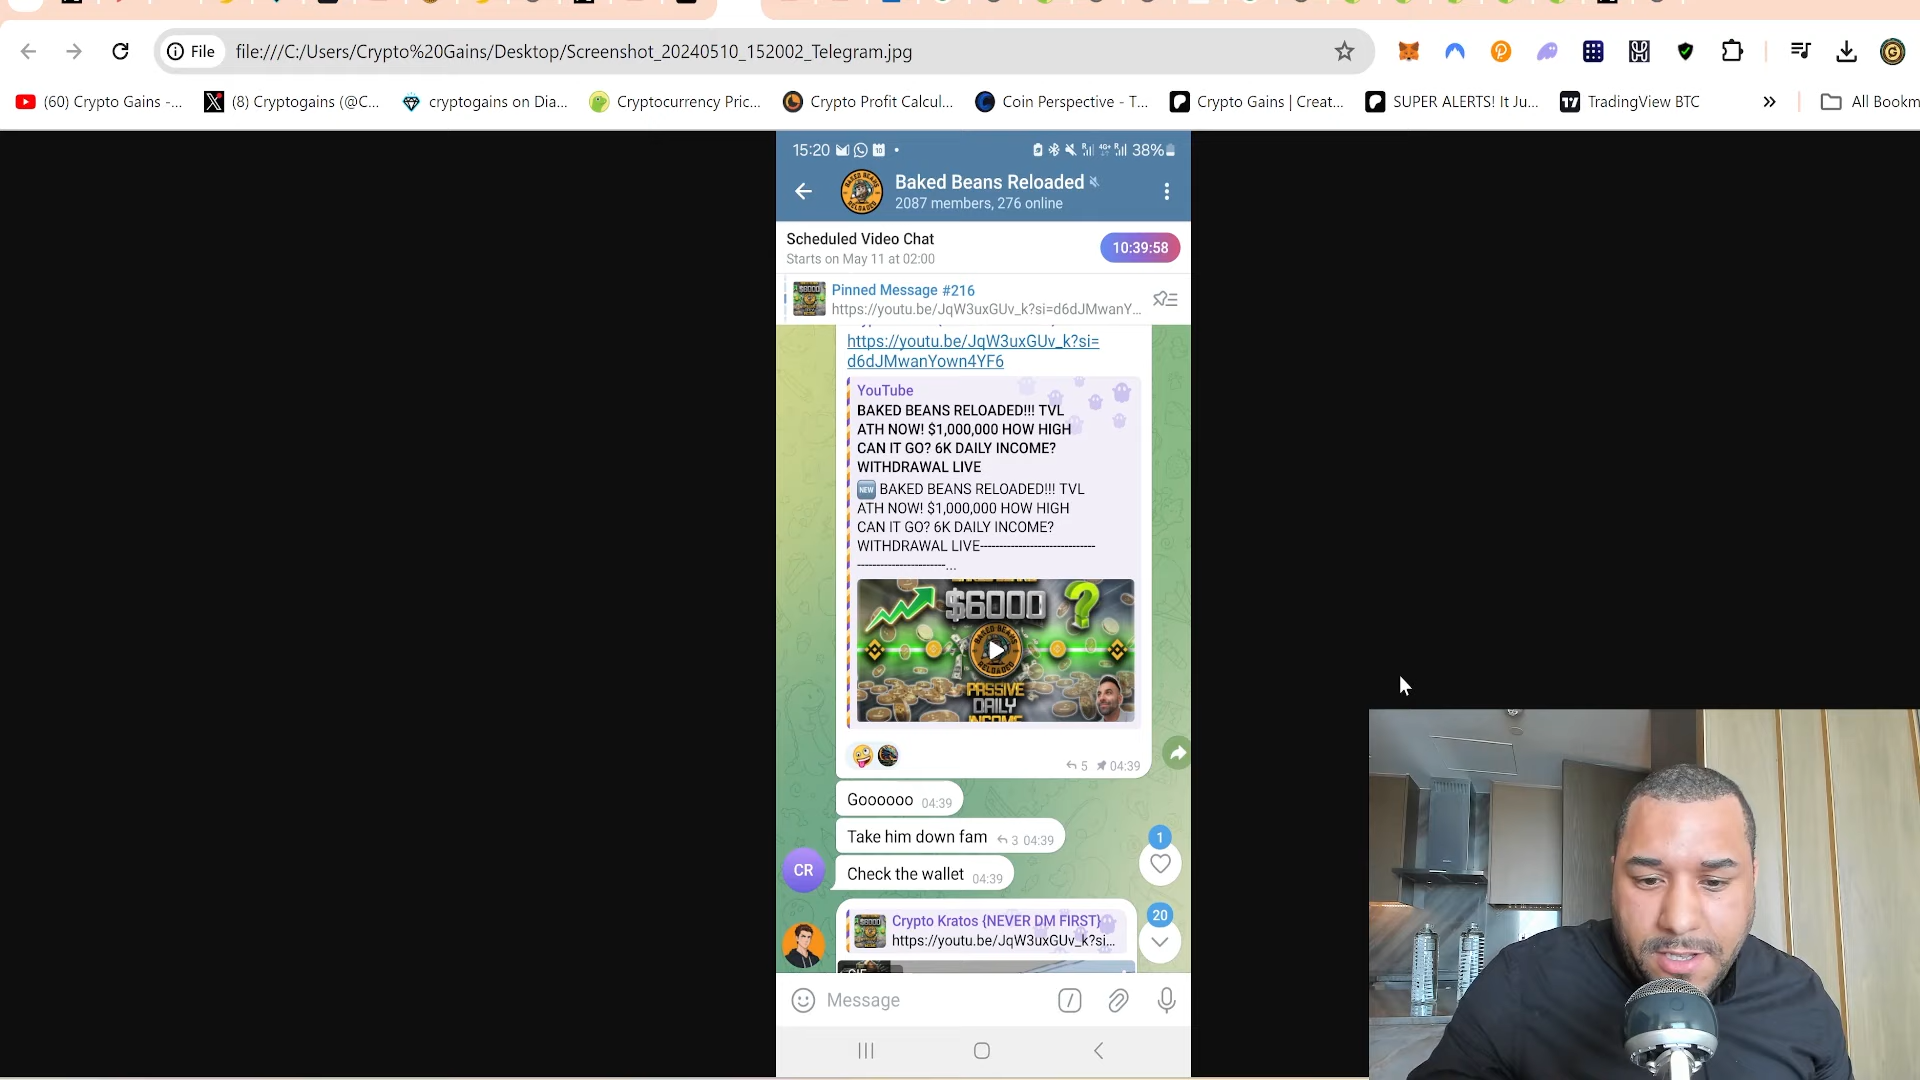 File
file:///C:/Users/Crypto%20Gains/Desktop/Screenshot_20240510_152002_Telegram.jpg
(60) Crypto Gains -...
(8) Cryptogains (@C...
cryptogains on Dia...
Cryptocurrency Pric...
Crypto Profit Calcul...
Coin Perspective - T...
Crypto Gains | Creat...
SUPER ALERTS! It Ju...
TradingView BTC
All Bookm
15:20
38%
Baked Beans Reloaded
2087 members, 276 online
Scheduled Video Chat
Starts on May 11 at 02:00
10:39:58
Pinned Message #216
https://youtu.be/JqW3uxGUv_k?si=d6dJMwanY...
https://youtu.be/JqW3uxGUv_k?si=
d6dJMwanYown4YF6
YouTube
BAKED BEANS RELOADED!!! TVL
ATH NOW! $1,000,000 HOW HIGH
CAN IT GO? 6K DAILY INCOME?
WITHDRAWAL LIVE
NEW BAKED BEANS RELOADED!!! TVL
ATH NOW! $1,000,000 HOW HIGH
CAN IT GO? 6K DAILY INCOME?
WITHDRAWAL LIVE------------------------------
-----------------------...
$6000 ?
BAKED BEANS
RELOADED
PASSIVE
DAILY
INCOME
5 04:39
Goooooo 04:39
Take him down fam 3 04:39
1
CR
Check the wallet 04:39
Crypto Kratos {NEVER DM FIRST}
https://youtu.be/JqW3uxGUv_k?si...
20
GIF
Message